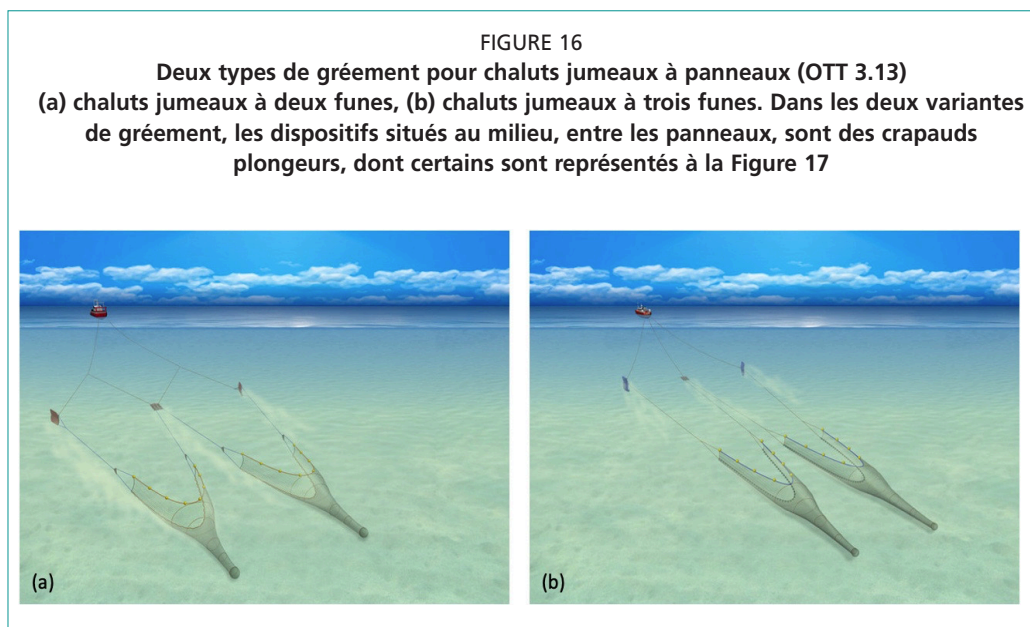 FIGURE 16
Deux types de gréement pour chaluts jumeaux à panneaux (OTT 3.13)
(a) chaluts jumeaux à deux funes, (b) chaluts jumeaux à trois funes. Dans les deux variantes
de gréement, les dispositifs situés au milieu, entre les panneaux, sont des crapauds
plongeurs, dont certains sont représentés à la Figure 17
(a)
(b)